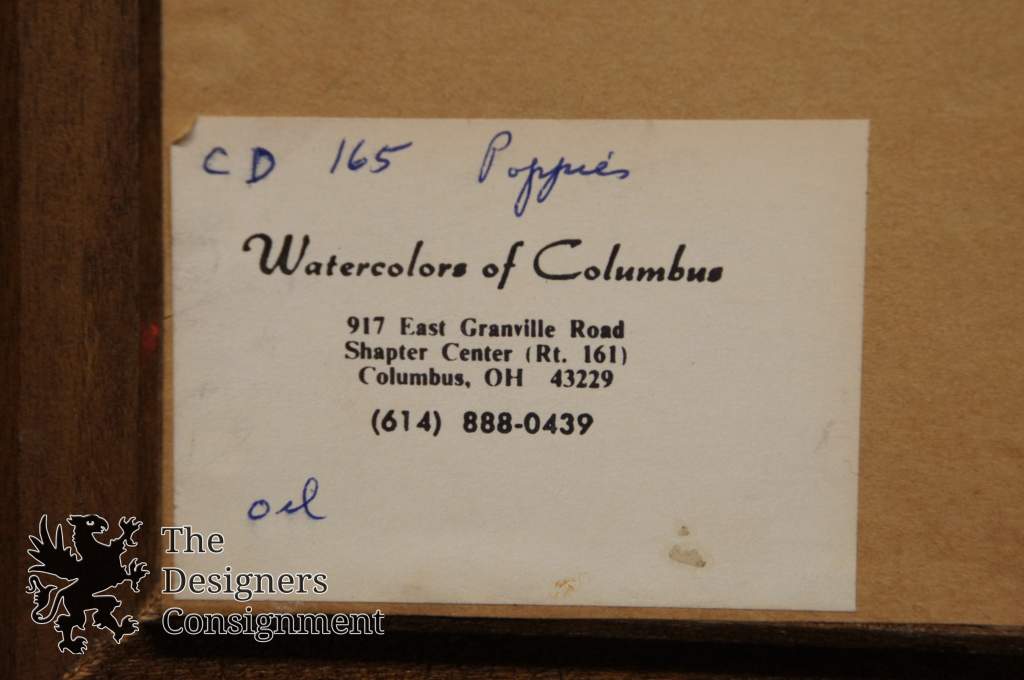 CD 165 Poppies
Watercolors of Columbus
917 East Granville Road
Shapter Center (Rt. 161)
Columbus, OH 43229
(614) 888-0439
oil
The
Designers
Consignment